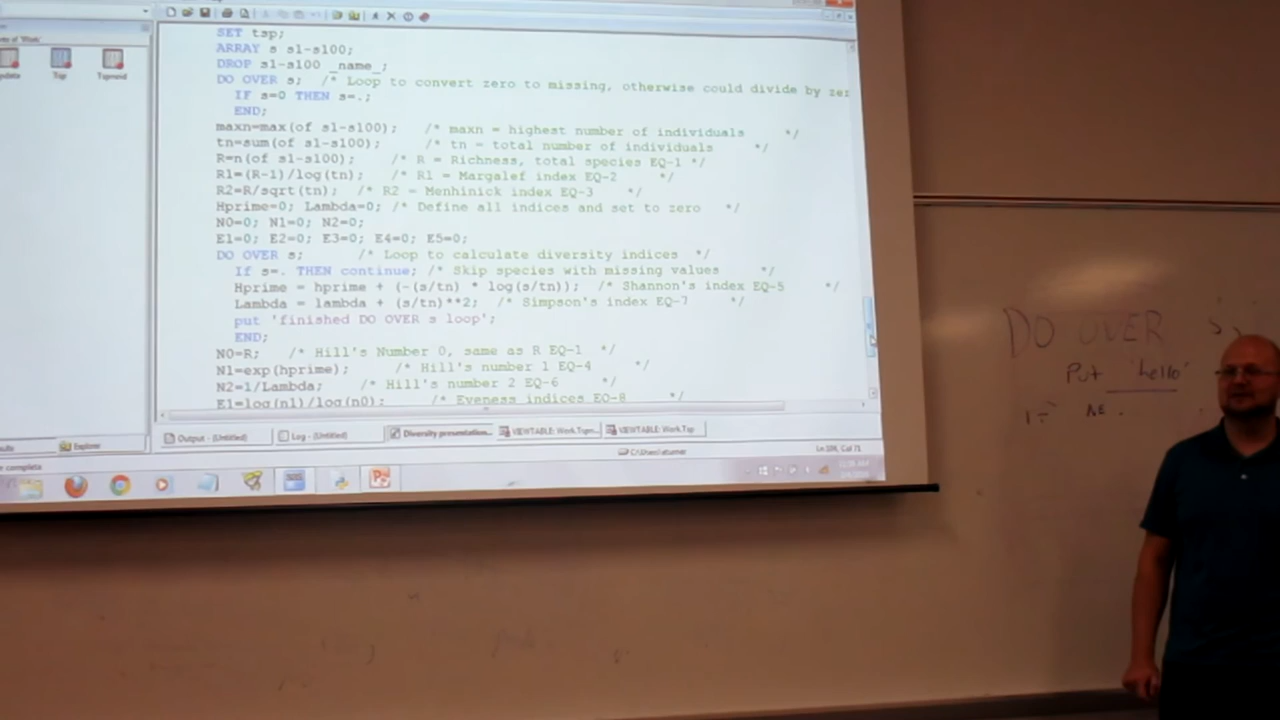 SET tsp;
ARRAY s s1-s100;
DROP s1-s100 _name_;
DO OVER s; /* Loop to convert zero to missing, otherwise could divide by zer
IF s=0 THEN s=.;
END;
maxn=max(of s1-s100); /* maxn = highest number of individuals */
tn=sum(of s1-s100); /* tn = total number of individuals */
R=n(of s1-s100); /* R = Richness, total species EQ-1 */
R1=(R-1)/log(tn); /* R1 = Margalef index EQ-2 */
R2=R/sqrt(tn); /* R2 = Menhinick index EQ-3 */
Hprime=0; Lambda=0; /* Define all indices and set to zero */
N0=0; N1=0; N2=0;
E1=0; E2=0; E3=0; E4=0; E5=0;
DO OVER s; /* Loop to calculate diversity indices */
If s=. THEN continue; /* Skip species with missing values */
Hprime = hprime + (-(s/tn) * log(s/tn)); /* Shannon's index EQ-5 */
Lambda = lambda + (s/tn)**2; /* Simpson's index EQ-7 */
put 'finished DO OVER s loop';
END;
N0=R; /* Hill's Number 0, same as R EQ-1 */
N1=exp(hprime); /* Hill's number 1 EQ-4 */
N2=1/Lambda; /* Hill's number 2 EQ-6 */
E1=log(n1)/log(n0); /* Eveness indices EQ-8 */
Tsp
Explorer
Output - (Untitled)
Log - (Untitled)
Diversity presentation...
VIEWTABLE: Work.Tspm...
VIEWTABLE: Work.Tsp
DO OVER
Put 'hello'